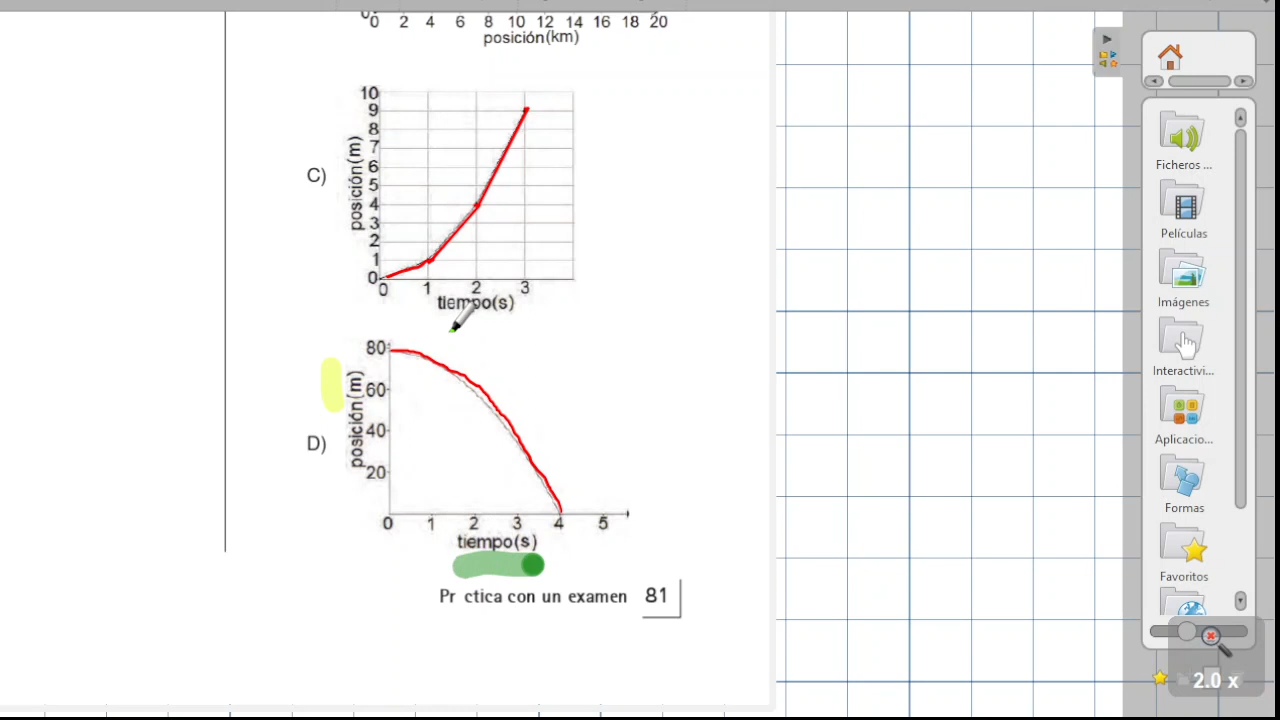 0
0 2 4 6 8 10 12 14 16 18 20
posición(km)
C)
posición(m)
10
9
8
7
6
5
4
3
2
1
0
0 1 2 3
tiempo(s)
D)
posición(m)
80
60
40
20
0 1 2 3 4 5
tiempo(s)
Pr ctica con un examen 81
Ficheros ...
Películas
Imágenes
Interactivi...
Aplicacio...
Formas
Favoritos
2.0 x